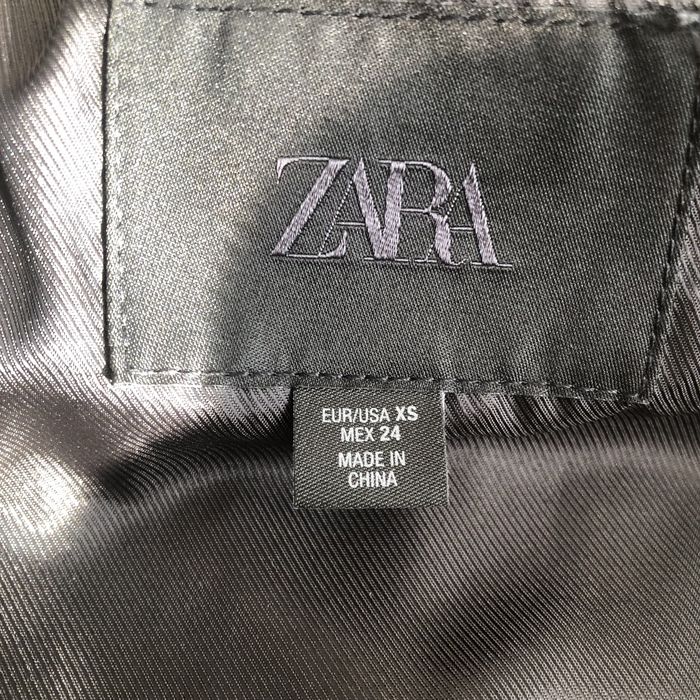 ZARA
EUR/USA XS
MEX 24
MADE IN
CHINA